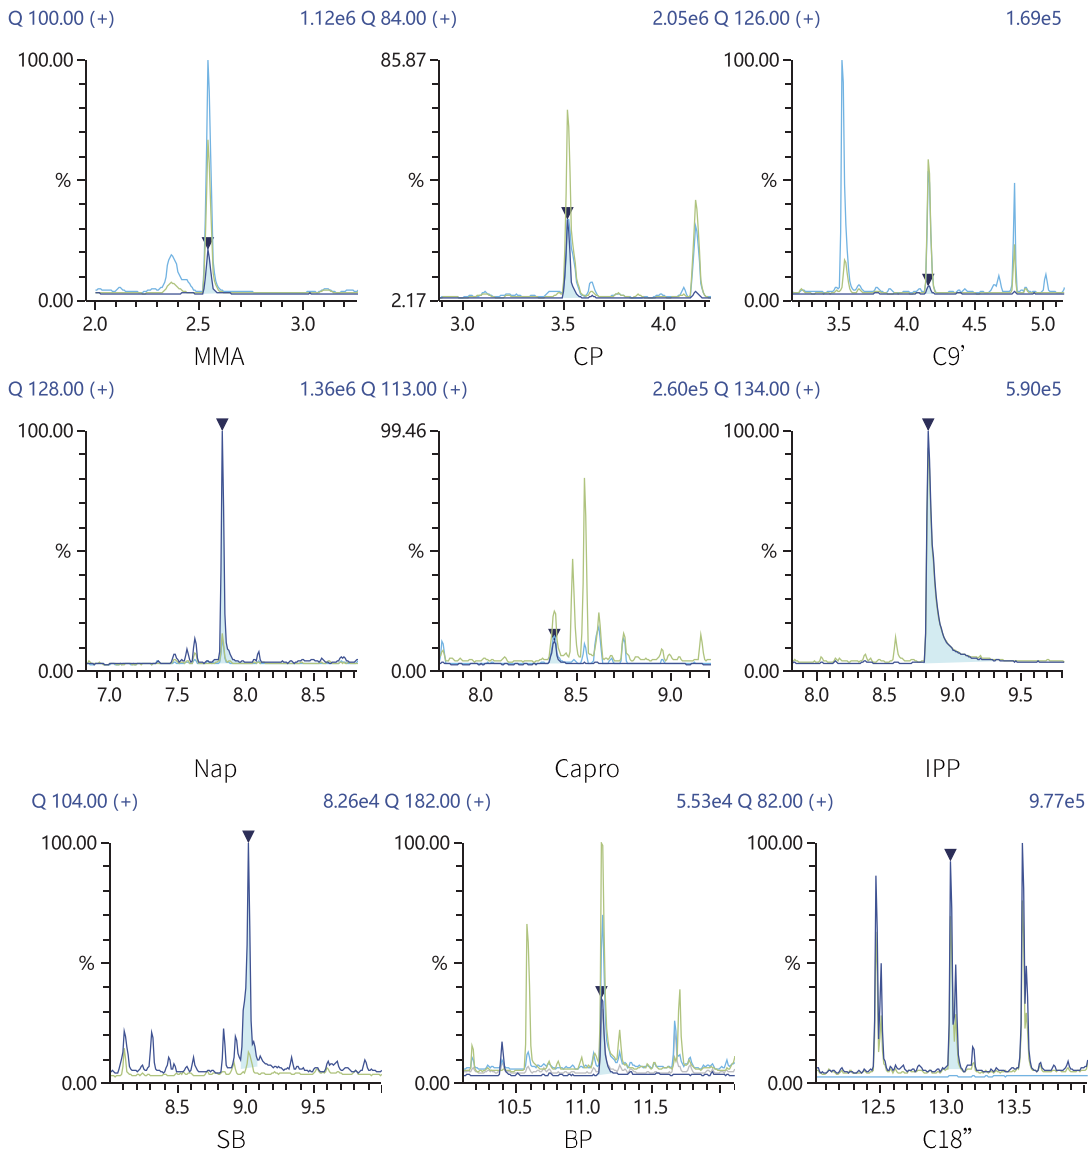 Q 100.00 (+) 1.12e6 Q 84.00 (+) 2.05e6 Q 126.00 (+) 1.69e5
100.00 85.87 100.00
% % %
0.00 2.17 0.00
2.0 2.5 3.0 3.0 3.5 4.0 3.5 4.0 4.5 5.0
MMA CP C9’
Q 128.00 (+) 1.36e6 Q 113.00 (+) 2.60e5 Q 134.00 (+) 5.90e5
100.00 99.46 100.00
% % %
0.00 0.00 0.00
7.0 7.5 8.0 8.5 8.0 8.5 9.0 8.0 8.5 9.0 9.5
Nap Capro IPP
Q 104.00 (+) 8.26e4 Q 182.00 (+) 5.53e4 Q 82.00 (+) 9.77e5
100.00 100.00 100.00
% % %
0.00 0.00 0.00
8.5 9.0 9.5 10.5 11.1 11.5 12.5 13.0 13.5
SB BP C18”